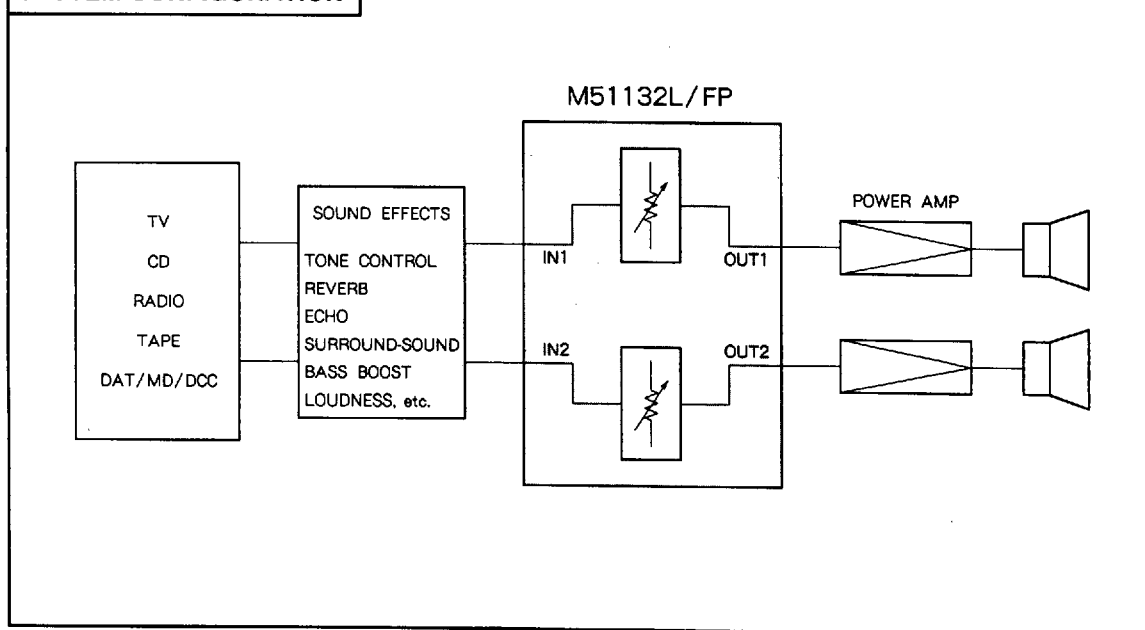 M51132L/FP
TV
CD
RADIO
TAPE
DAT/MD/DCC
SOUND EFFECTS
TONE CONTROL
REVERB
ECHO
SURROUND-SOUND
BASS BOOST
LOUDNESS, etc.
IN1
OUT1
IN2
OUT2
POWER AMP